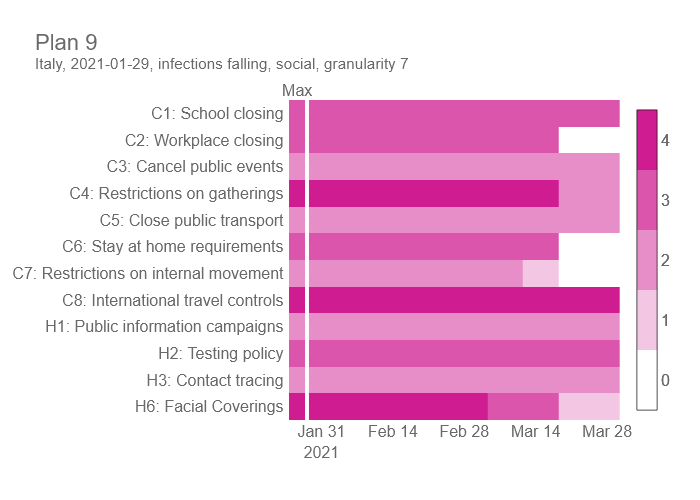 Plan 9
Italy, 2021-01-29, infections falling, social, granularity 7
Max
C1: School closing
C2: Workplace closing
C3: Cancel public events
C4: Restrictions on gatherings
C5: Close public transport
C6: Stay at home requirements
C7: Restrictions on internal movement
C8: International travel controls
H1: Public information campaigns
H2: Testing policy
H3: Contact tracing
H6: Facial Coverings
Jan 31 Feb 14 Feb 28 Mar 14 Mar 28
2021
4
3
2
1
0